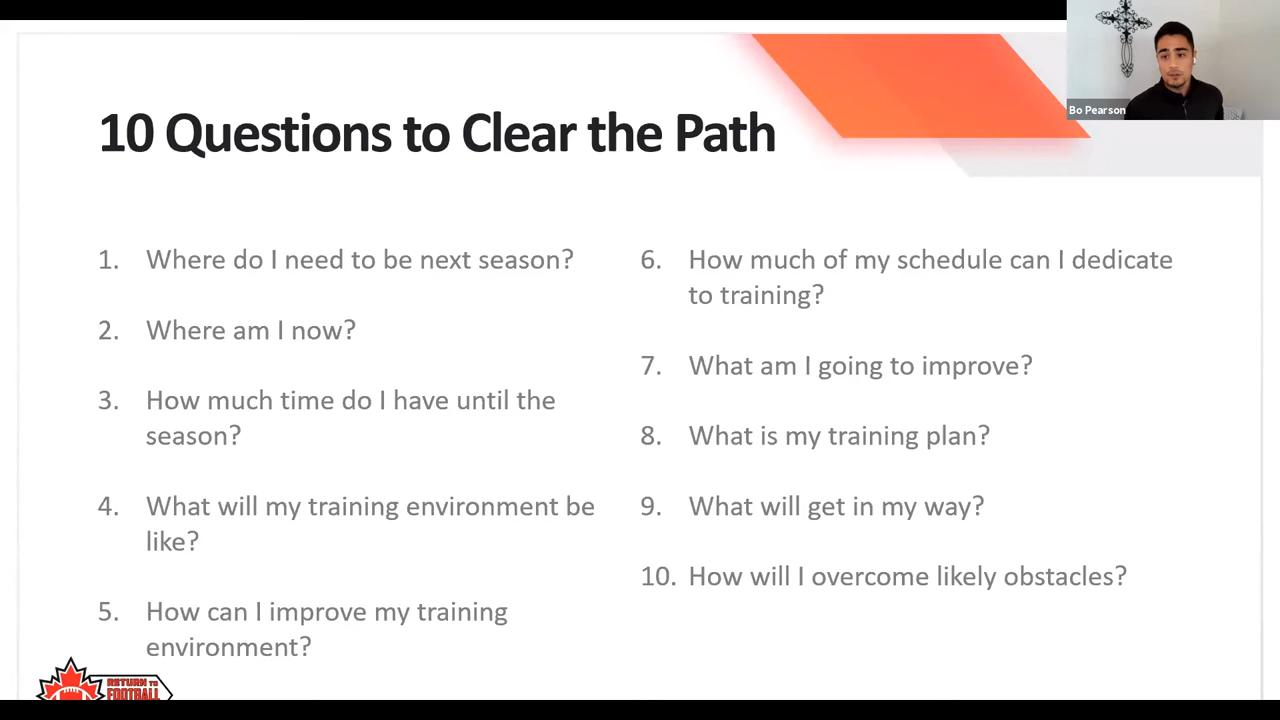 10 Questions to Clear the Path
Bo Pearson
1. Where do I need to be next season?
2. Where am I now?
3. How much time do I have until the
season?
4. What will my training environment be
like?
5. How can I improve my training
environment?
6. How much of my schedule can I dedicate
to training?
7. What am I going to improve?
8. What is my training plan?
9. What will get in my way?
10. How will I overcome likely obstacles?
RETURN TO
FOOTBALL